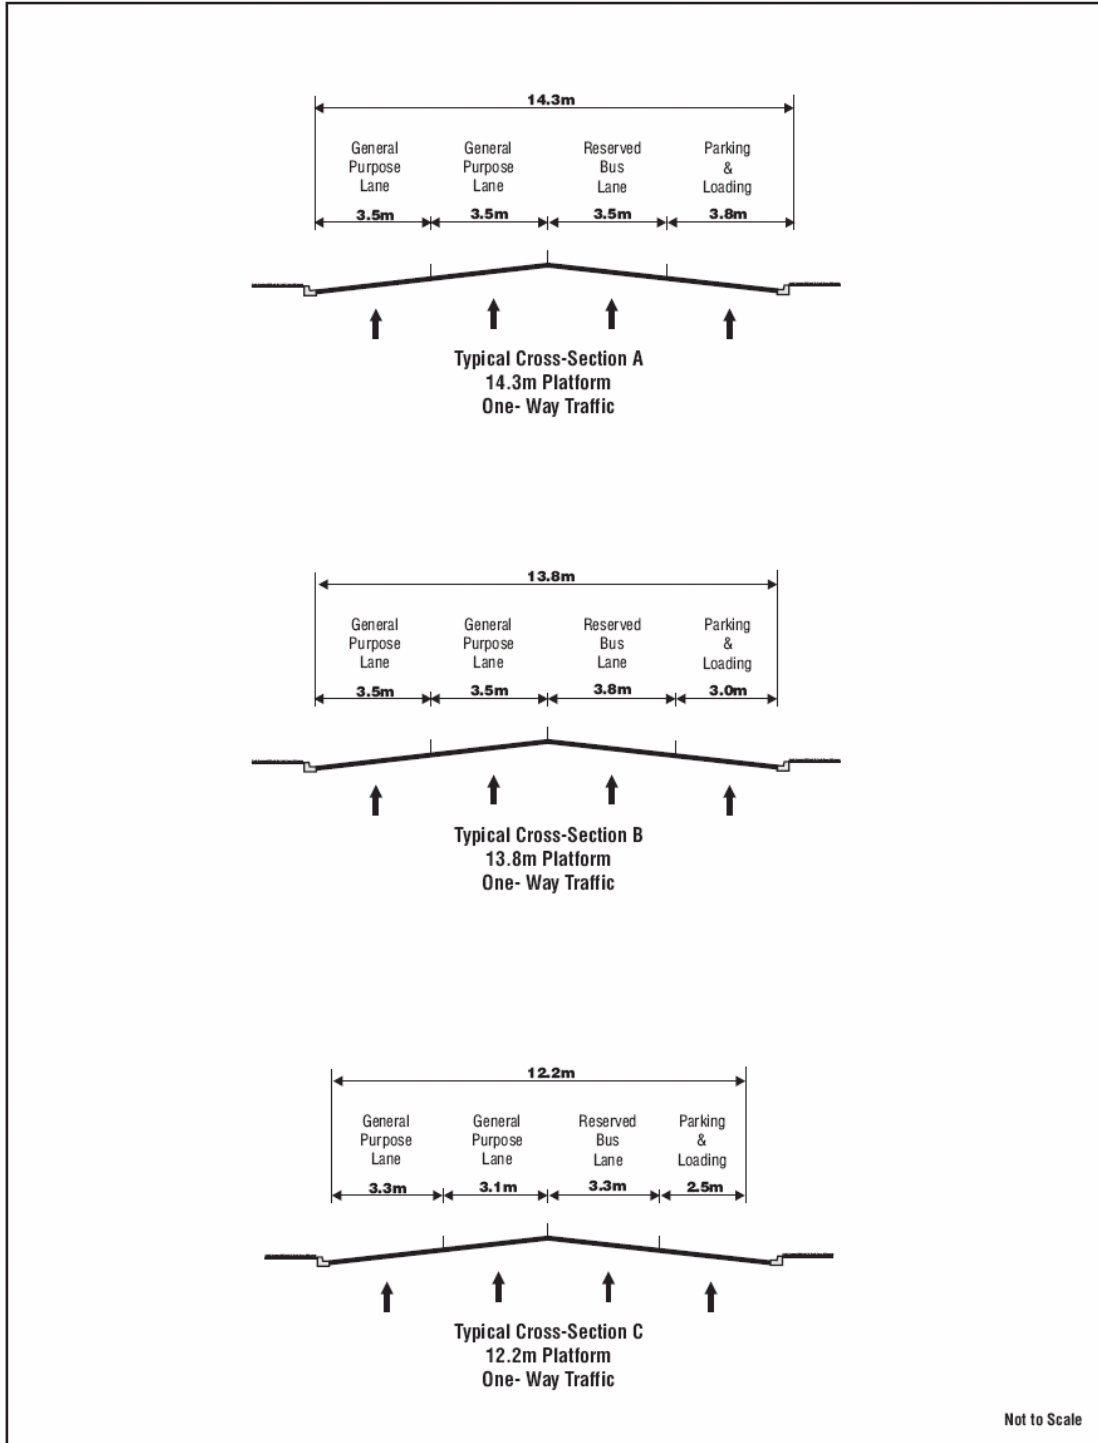 14.3m
General
Purpose
Lane
General
Purpose
Lane
Reserved
Bus
Lane
Parking
&
Loading
3.5m 3.5m 3.5m 3.8m
Typical Cross-Section A
14.3m Platform
One- Way Traffic
13.8m
General
Purpose
Lane
General
Purpose
Lane
Reserved
Bus
Lane
Parking
&
Loading
3.5m 3.5m 3.8m 3.0m
Typical Cross-Section B
13.8m Platform
One- Way Traffic
12.2m
General
Purpose
Lane
General
Purpose
Lane
Reserved
Bus
Lane
Parking
&
Loading
3.3m 3.1m 3.3m 2.5m
Typical Cross-Section C
12.2m Platform
One- Way Traffic
Not to Scale